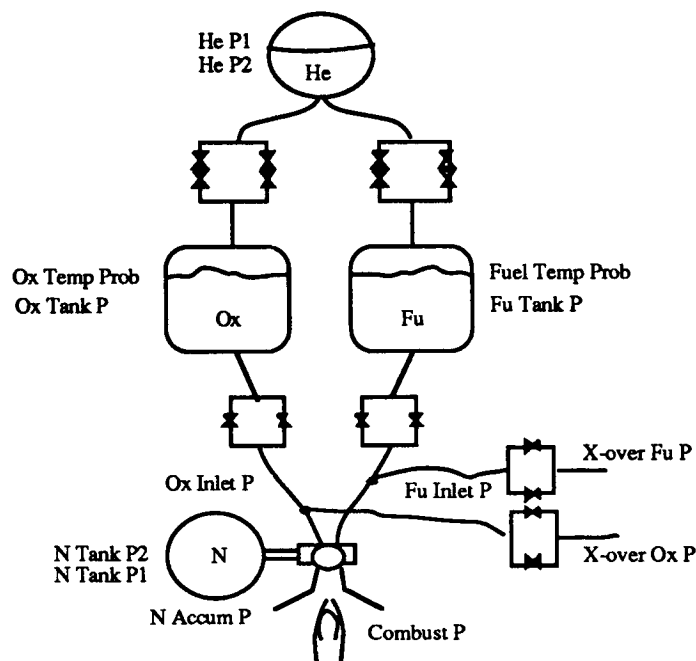 He P1
He P2
He
Ox Temp Prob
Ox Tank P
Ox
Fuel Temp Prob
Fu Tank P
Fu
X-over Fu P
Ox Inlet P
Fu Inlet P
N Tank P2
N Tank P1
N
X-over Ox P
N Accum P
Combust P